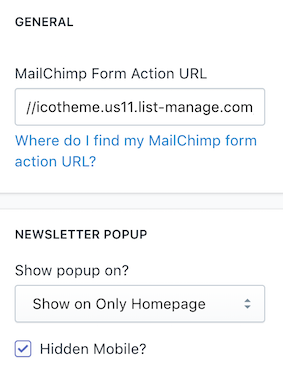 GENERAL
MailChimp Form Action URL
//icotheme.us11.list-manage.com
Where do I find my MailChimp form
action URL?
NEWSLETTER POPUP
Show popup on?
Show on Only Homepage
Hidden Mobile?